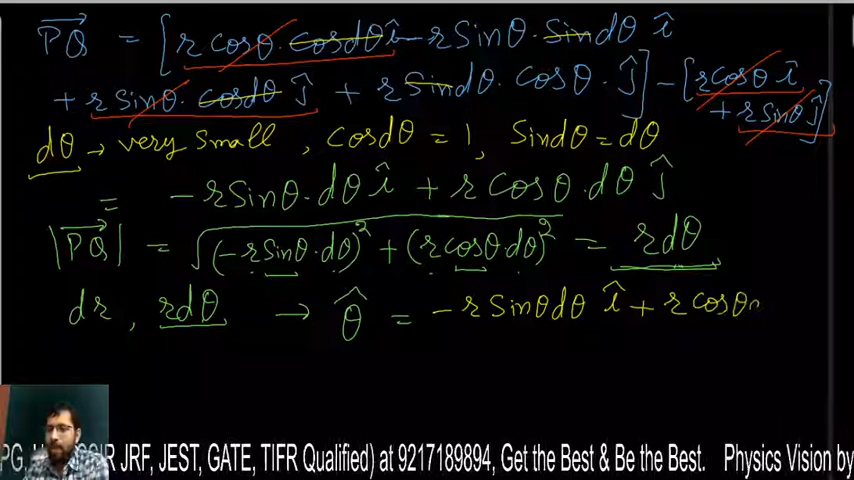 PQ⃗ = [r cosθ. cosdθ î - r Sinθ. Sindθ î
+ r sinθ. cosdθ ĵ + r Sindθ. cosθ. ĵ] - [r cosθ î
+ r sinθ ĵ]
dθ → very small, cosdθ = 1, Sindθ = dθ
= -r Sinθ. dθ î + r cosθ. dθ ĵ
|PQ⃗| = √(-r sinθ. dθ)² + (r cosθ. dθ)² = r dθ
dr, r dθ → θ̂ = -r Sinθ dθ î + r cosθ
JRF, JEST, GATE, TIFR Qualified) at 9217189894, Get the Best & Be the Best. Physics Vision by